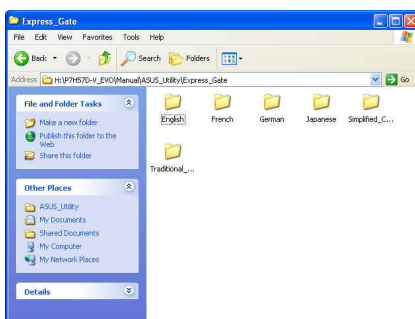 Express_Gate
File Edit View Favorites Tools Help
Back Search Folders
Address H:\P7H57D-V_EVO\Manual\ASUS_Utility\Express_Gate Go
File and Folder Tasks
Make a new folder
Publish this folder to the
Web
Share this folder
Other Places
ASUS_Utility
My Documents
Shared Documents
My Computer
My Network Places
Details
English French German Japanese Simplified_C...
Traditional_...